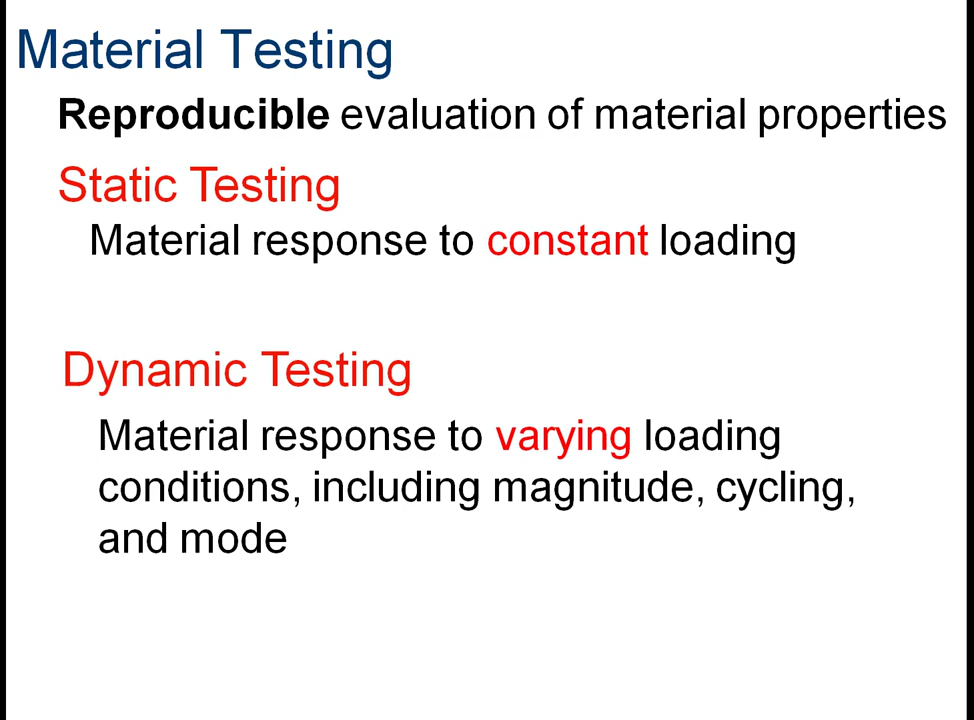 Material Testing
Reproducible evaluation of material properties
Static Testing
Material response to constant loading
Dynamic Testing
Material response to varying loading
conditions, including magnitude, cycling,
and mode